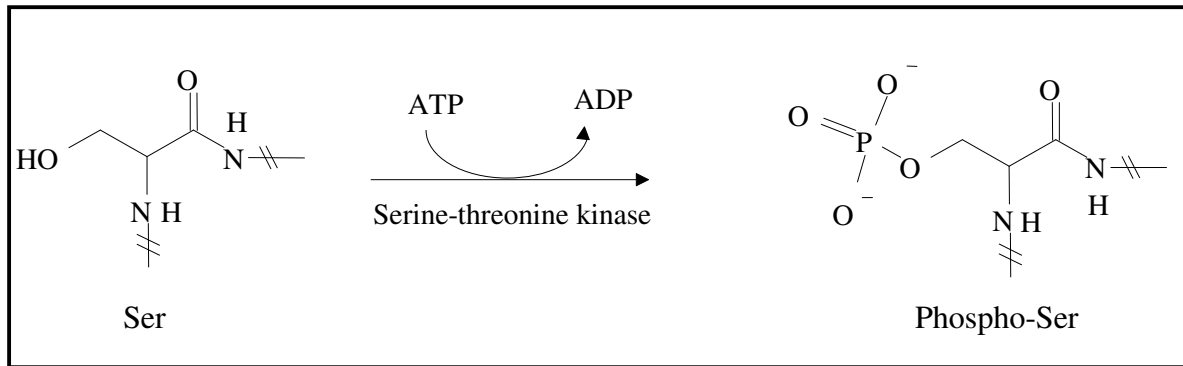 O
H
HO
N
N H
Ser
ATP ADP
Serine-threonine kinase
O⁻
O
P
O
O⁻
O
N
H
N H
Phospho-Ser